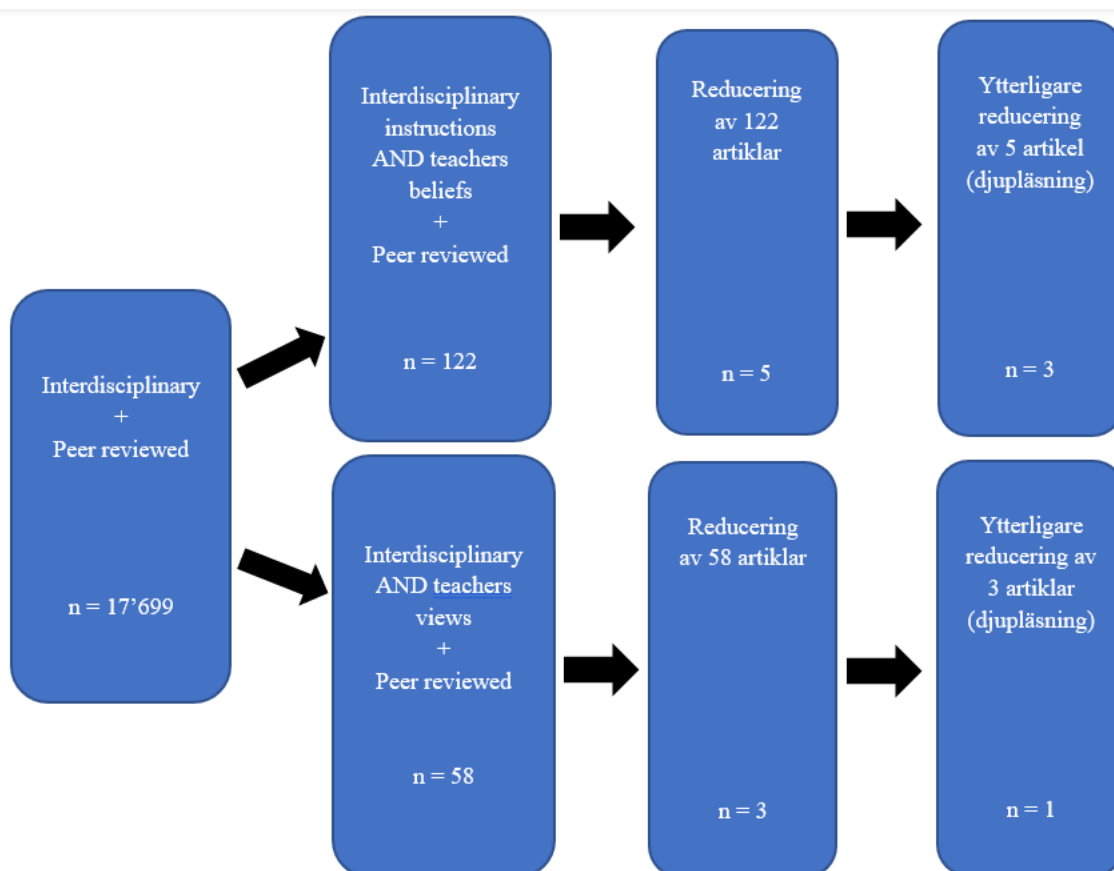 Interdisciplinary
+
Peer reviewed
n = 17’699
Interdisciplinary
instructions
AND teachers
beliefs
+
Peer reviewed
n = 122
Reducering
av 122
artiklar
n = 5
Ytterligare
reducering
av 5 artikel
(djupläsning)
n = 3
Interdisciplinary
AND teachers
views
+
Peer reviewed
n = 58
Reducering
av 58 artiklar
n = 3
Ytterligare
reducering av
3 artiklar
(djupläsning)
n = 1